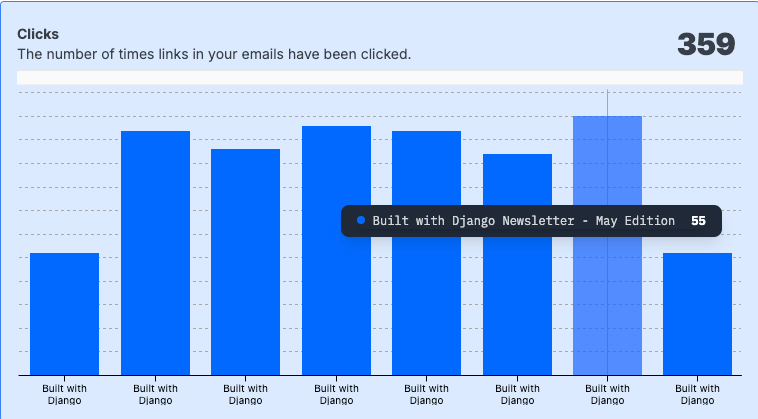 Clicks
The number of times links in your emails have been clicked.
359
Built with Django Newsletter - May Edition 55
Built with Built with Built with Built with Built with Built with Built with Built with
Django Django Django Django Django Django Django Django